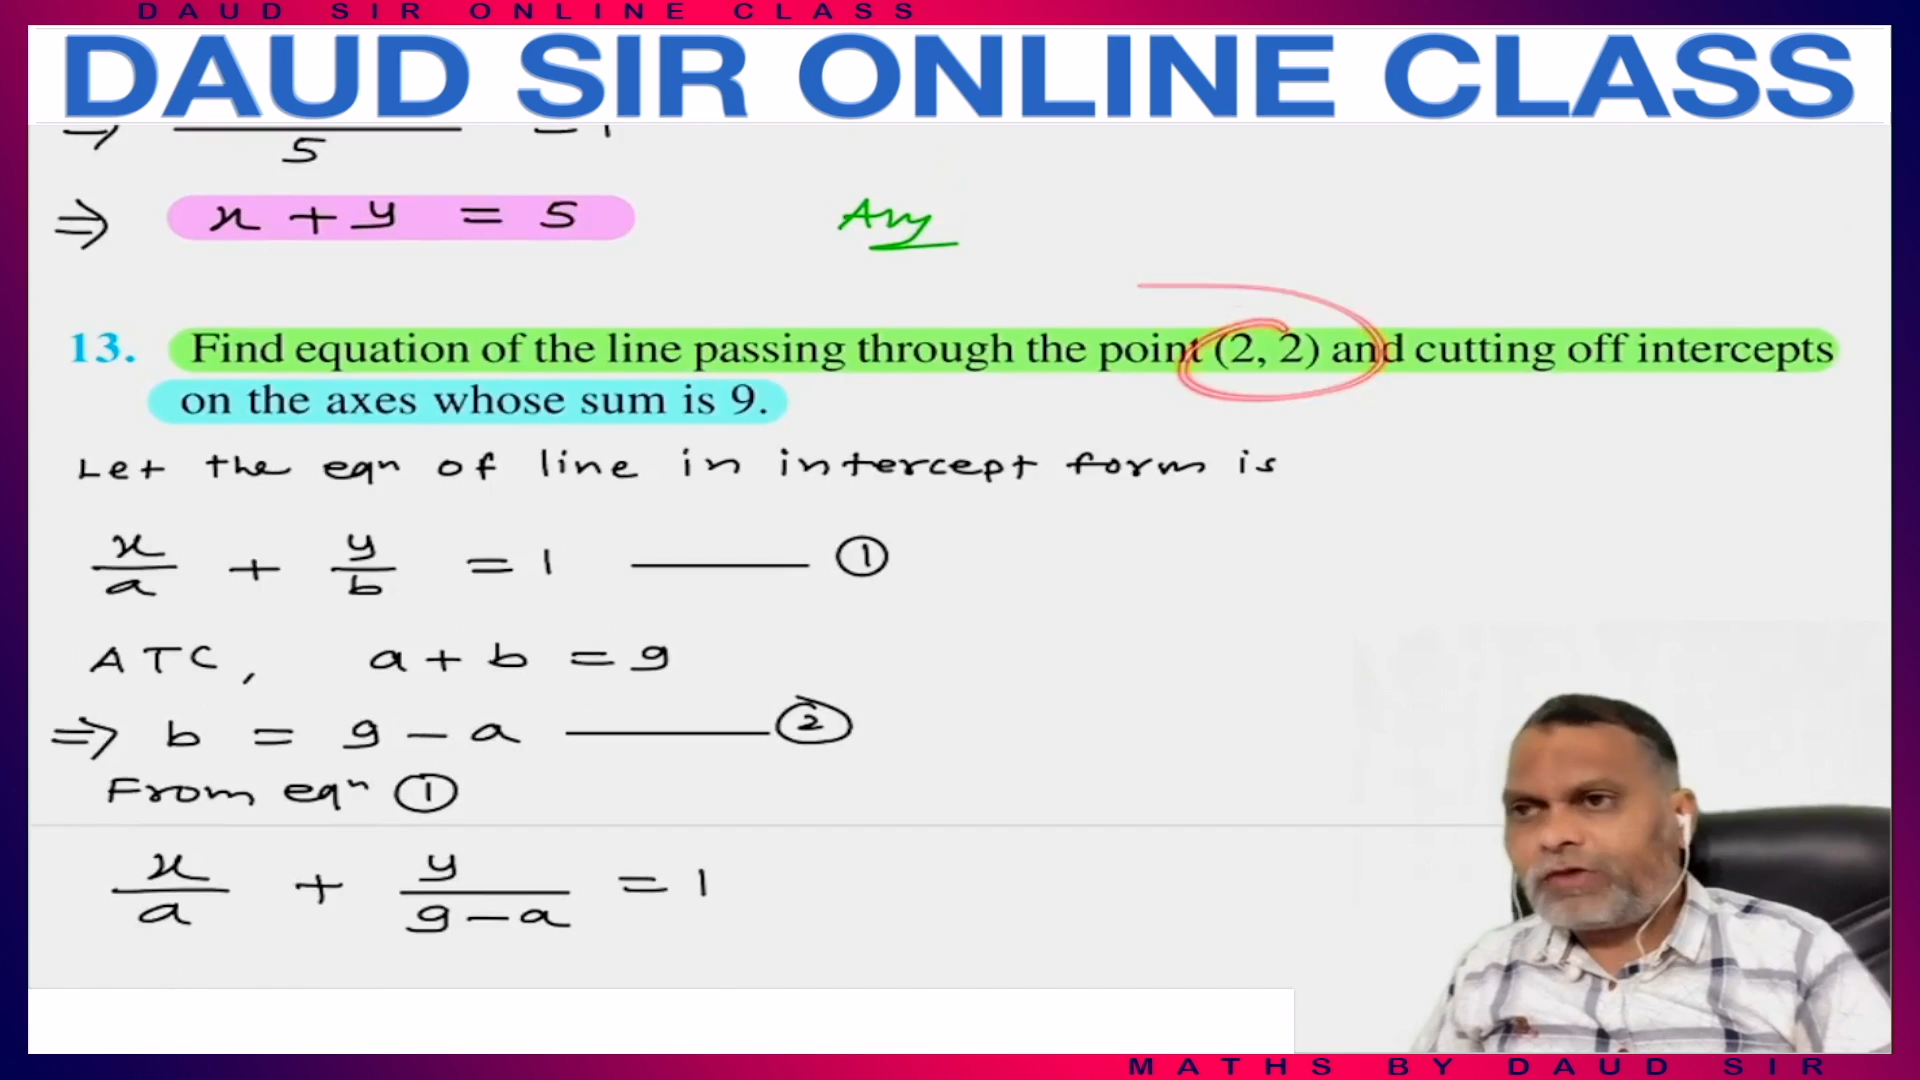 DAUD SIR ONLINE CLASS
DAUD SIR ONLINE CLASS
⇒ 5 = 1
⇒ x + y = 5 Ans
13. Find equation of the line passing through the point (2, 2) and cutting off intercepts
on the axes whose sum is 9.
Let the eqn of line in intercept form is
x/a + y/b = 1 ——— ①
ATC, a + b = 9
⇒ b = 9 - a ——— ②
From eqn ①
x/a + y/9-a = 1
MATHS BY DAUD SIR